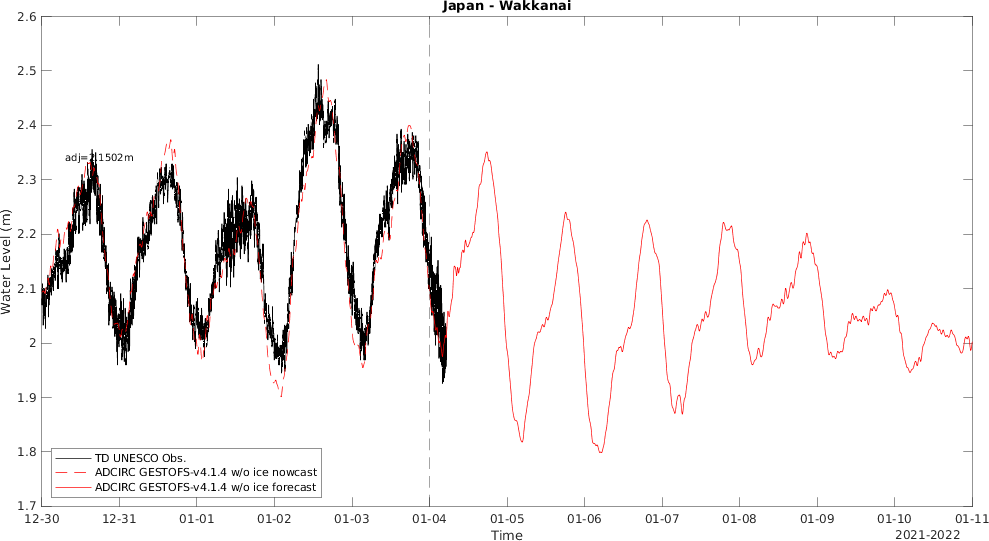 Japan - Wakkanai
2.6
2.5
2.4
2.3
2.2
2.1
2
1.9
1.8
1.7
Water Level (m)
adj=2.1502m
TD UNESCO Obs.
ADCIRC GESTOFS-v4.1.4 w/o ice nowcast
ADCIRC GESTOFS-v4.1.4 w/o ice forecast
12-30 12-31 01-01 01-02 01-03 01-04 01-05 01-06 01-07 01-08 01-09 01-10 01-11
Time
2021-2022